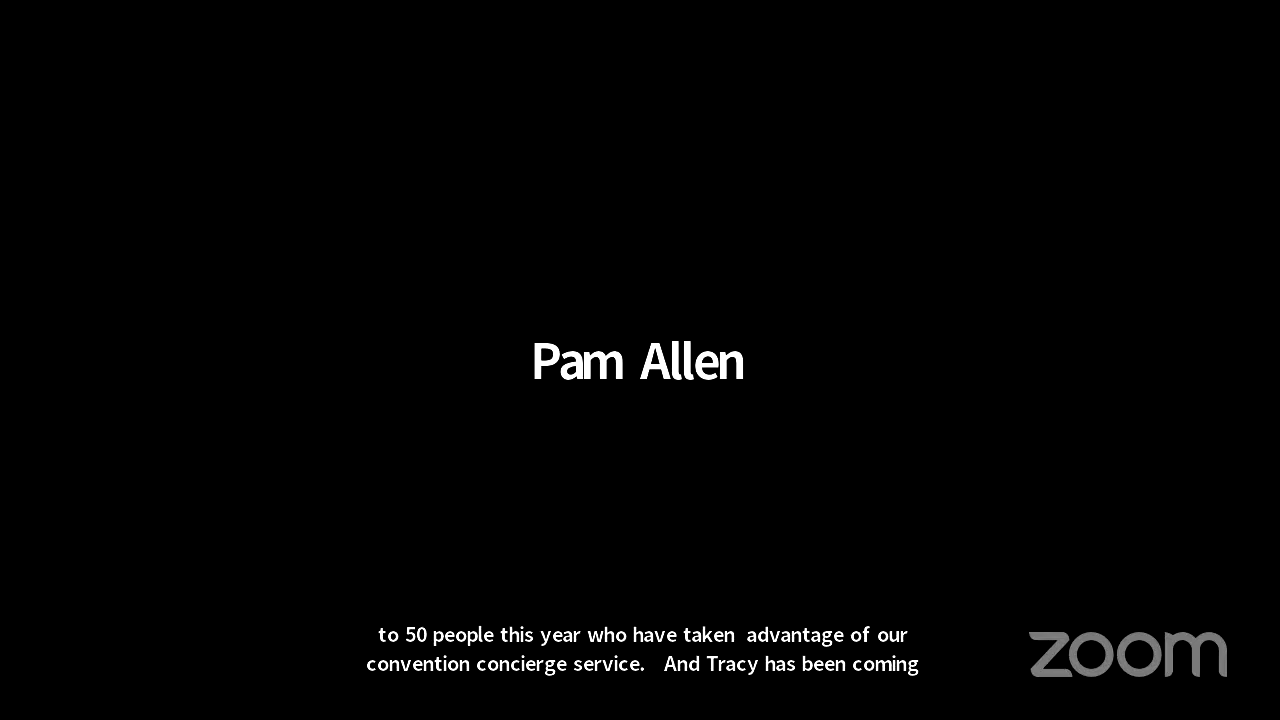 Pam Allen
to 50 people this year who have taken advantage of our
convention concierge service. And Tracy has been coming
zoom